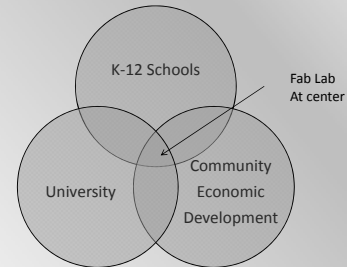 K-12 Schools
Fab Lab
At center
University
Community
Economic
Development